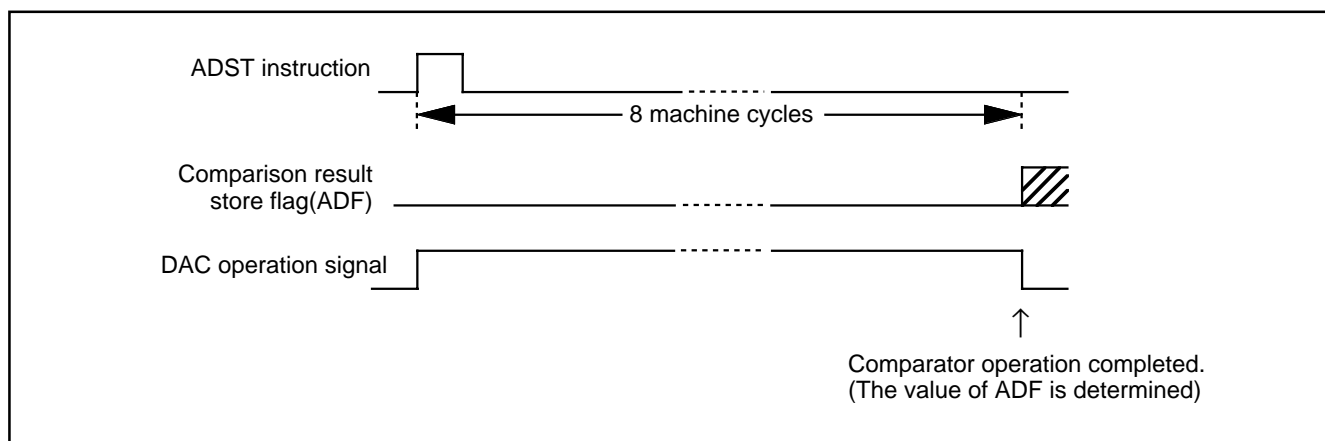 ADST instruction
8 machine cycles
Comparison result
store flag(ADF)
DAC operation signal
Comparator operation completed.
(The value of ADF is determined)